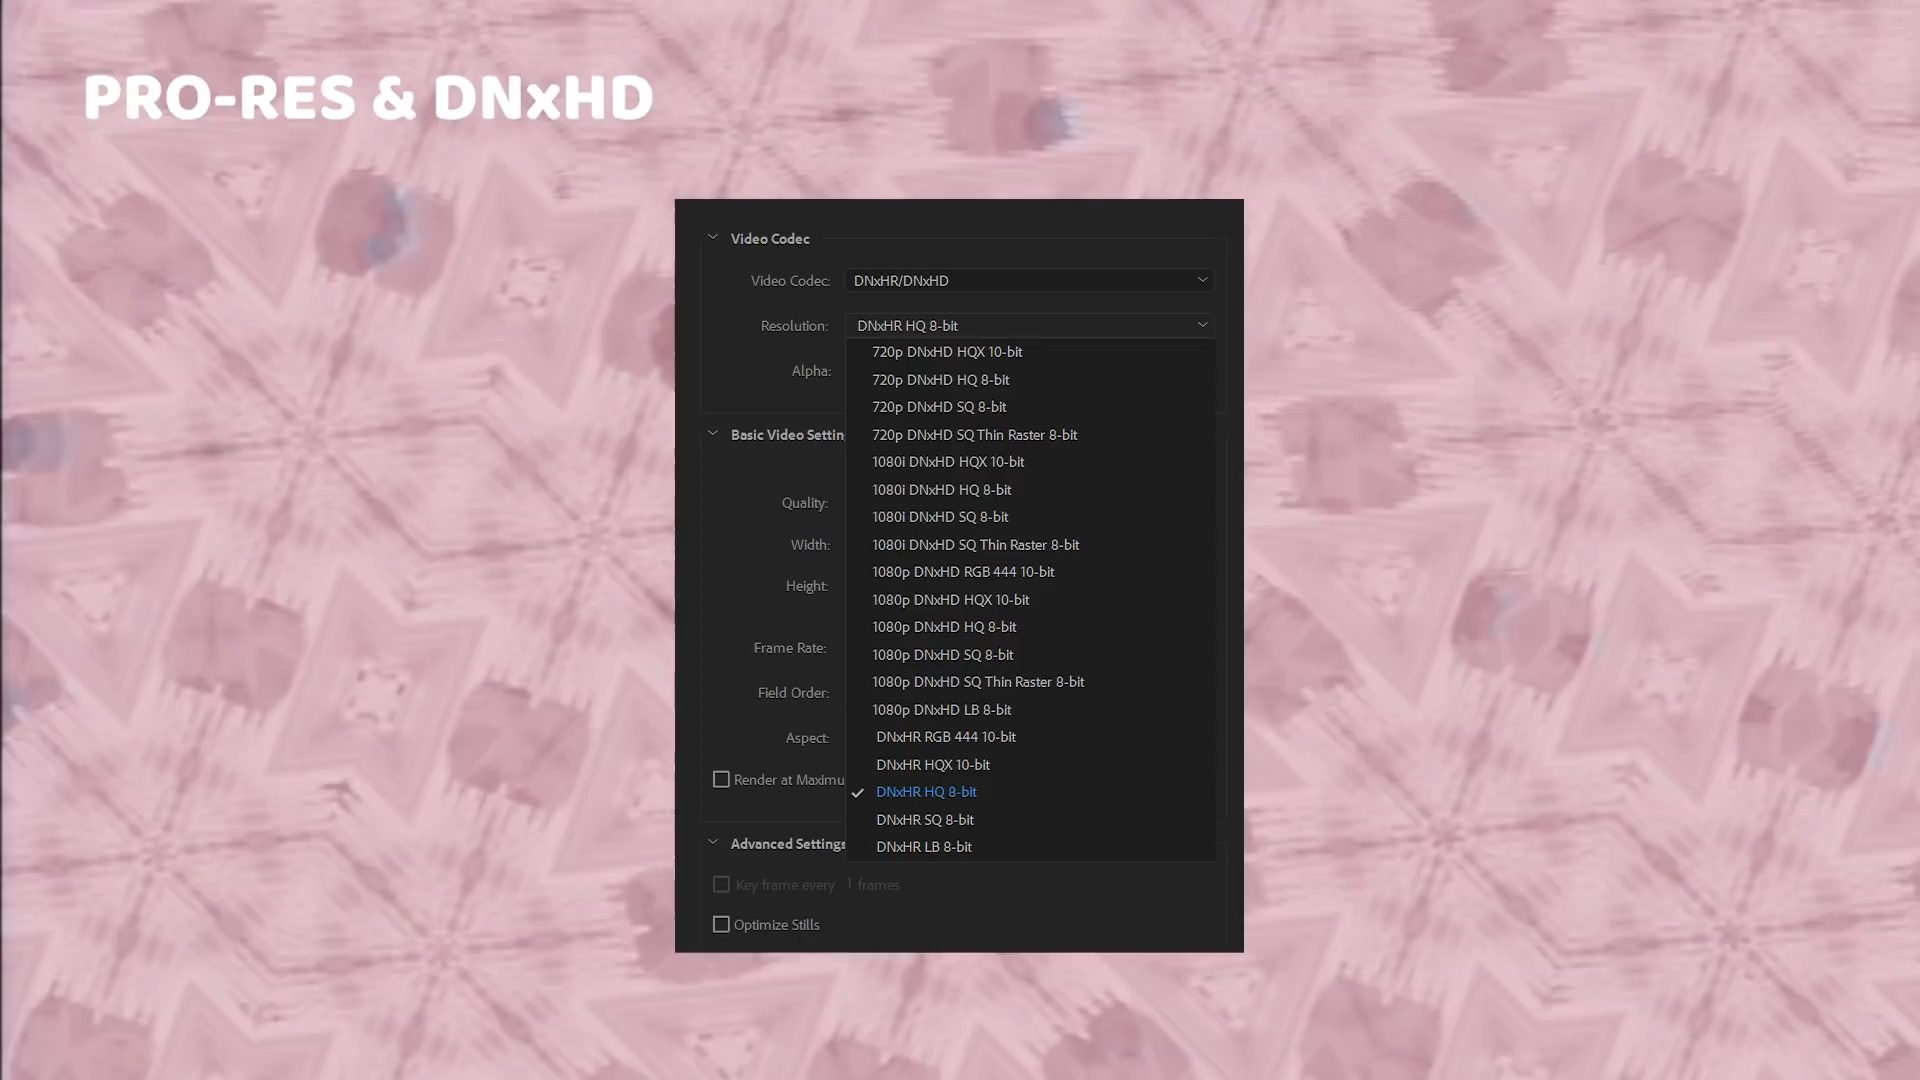 PRO-RES & DNxHD
Video Codec
Video Codec: DNxHR/DNxHD
Resolution: DNxHR HQ 8-bit
720p DNxHD HQX 10-bit
Alpha:
720p DNxHD HQ 8-bit
720p DNxHD SQ 8-bit
Basic Video Settin
720p DNxHD SQ Thin Raster 8-bit
1080i DNxHD HQX 10-bit
1080i DNxHD HQ 8-bit
Quality:
1080i DNxHD SQ 8-bit
Width:
1080i DNxHD SQ Thin Raster 8-bit
1080p DNxHD RGB 444 10-bit
Height:
1080p DNxHD HQX 10-bit
1080p DNxHD HQ 8-bit
Frame Rate:
1080p DNxHD SQ 8-bit
1080p DNxHD SQ Thin Raster 8-bit
Field Order:
1080p DNxHD LB 8-bit
DNxHR RGB 444 10-bit
Aspect:
DNxHR HQX 10-bit
Render at Maximu
DNxHR HQ 8-bit
DNxHR SQ 8-bit
Advanced Settings
DNxHR LB 8-bit
Key frame every 1 frames
Optimize Stills